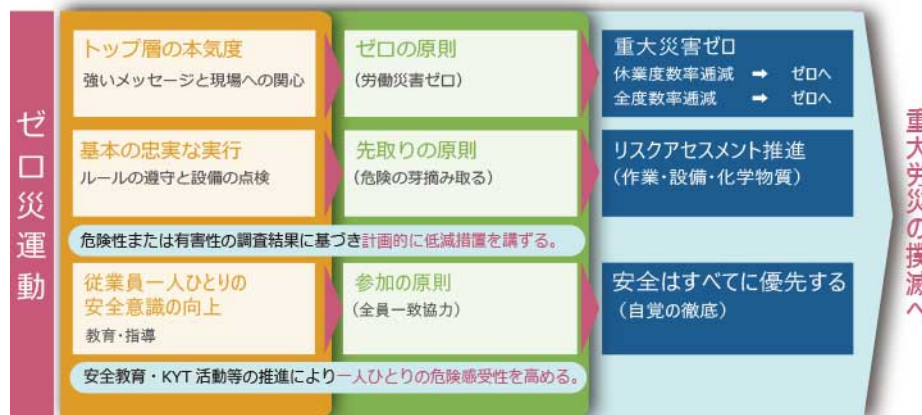 ゼロ災運動
トップ層の本気度
強いメッセージと現場への関心
ゼロの原則
(労働災害ゼロ)
重大災害ゼロ
休業度数率逓減 ➡ ゼロへ
全度数率逓減 ➡ ゼロへ
基本の忠実な実行
ルールの遵守と設備の点検
先取りの原則
(危険の芽摘み取る)
リスクアセスメント推進
(作業・設備・化学物質)
危険性または有害性の調査結果に基づき計画的に低減措置を講ずる。
従業員一人ひとりの
安全意識の向上
教育・指導
参加の原則
(全員一致協力)
安全はすべてに優先する
(自覚の徹底)
安全教育・KYT 活動等の推進により一人ひとりの危険感受性を高める。
重大労災の撲滅へ